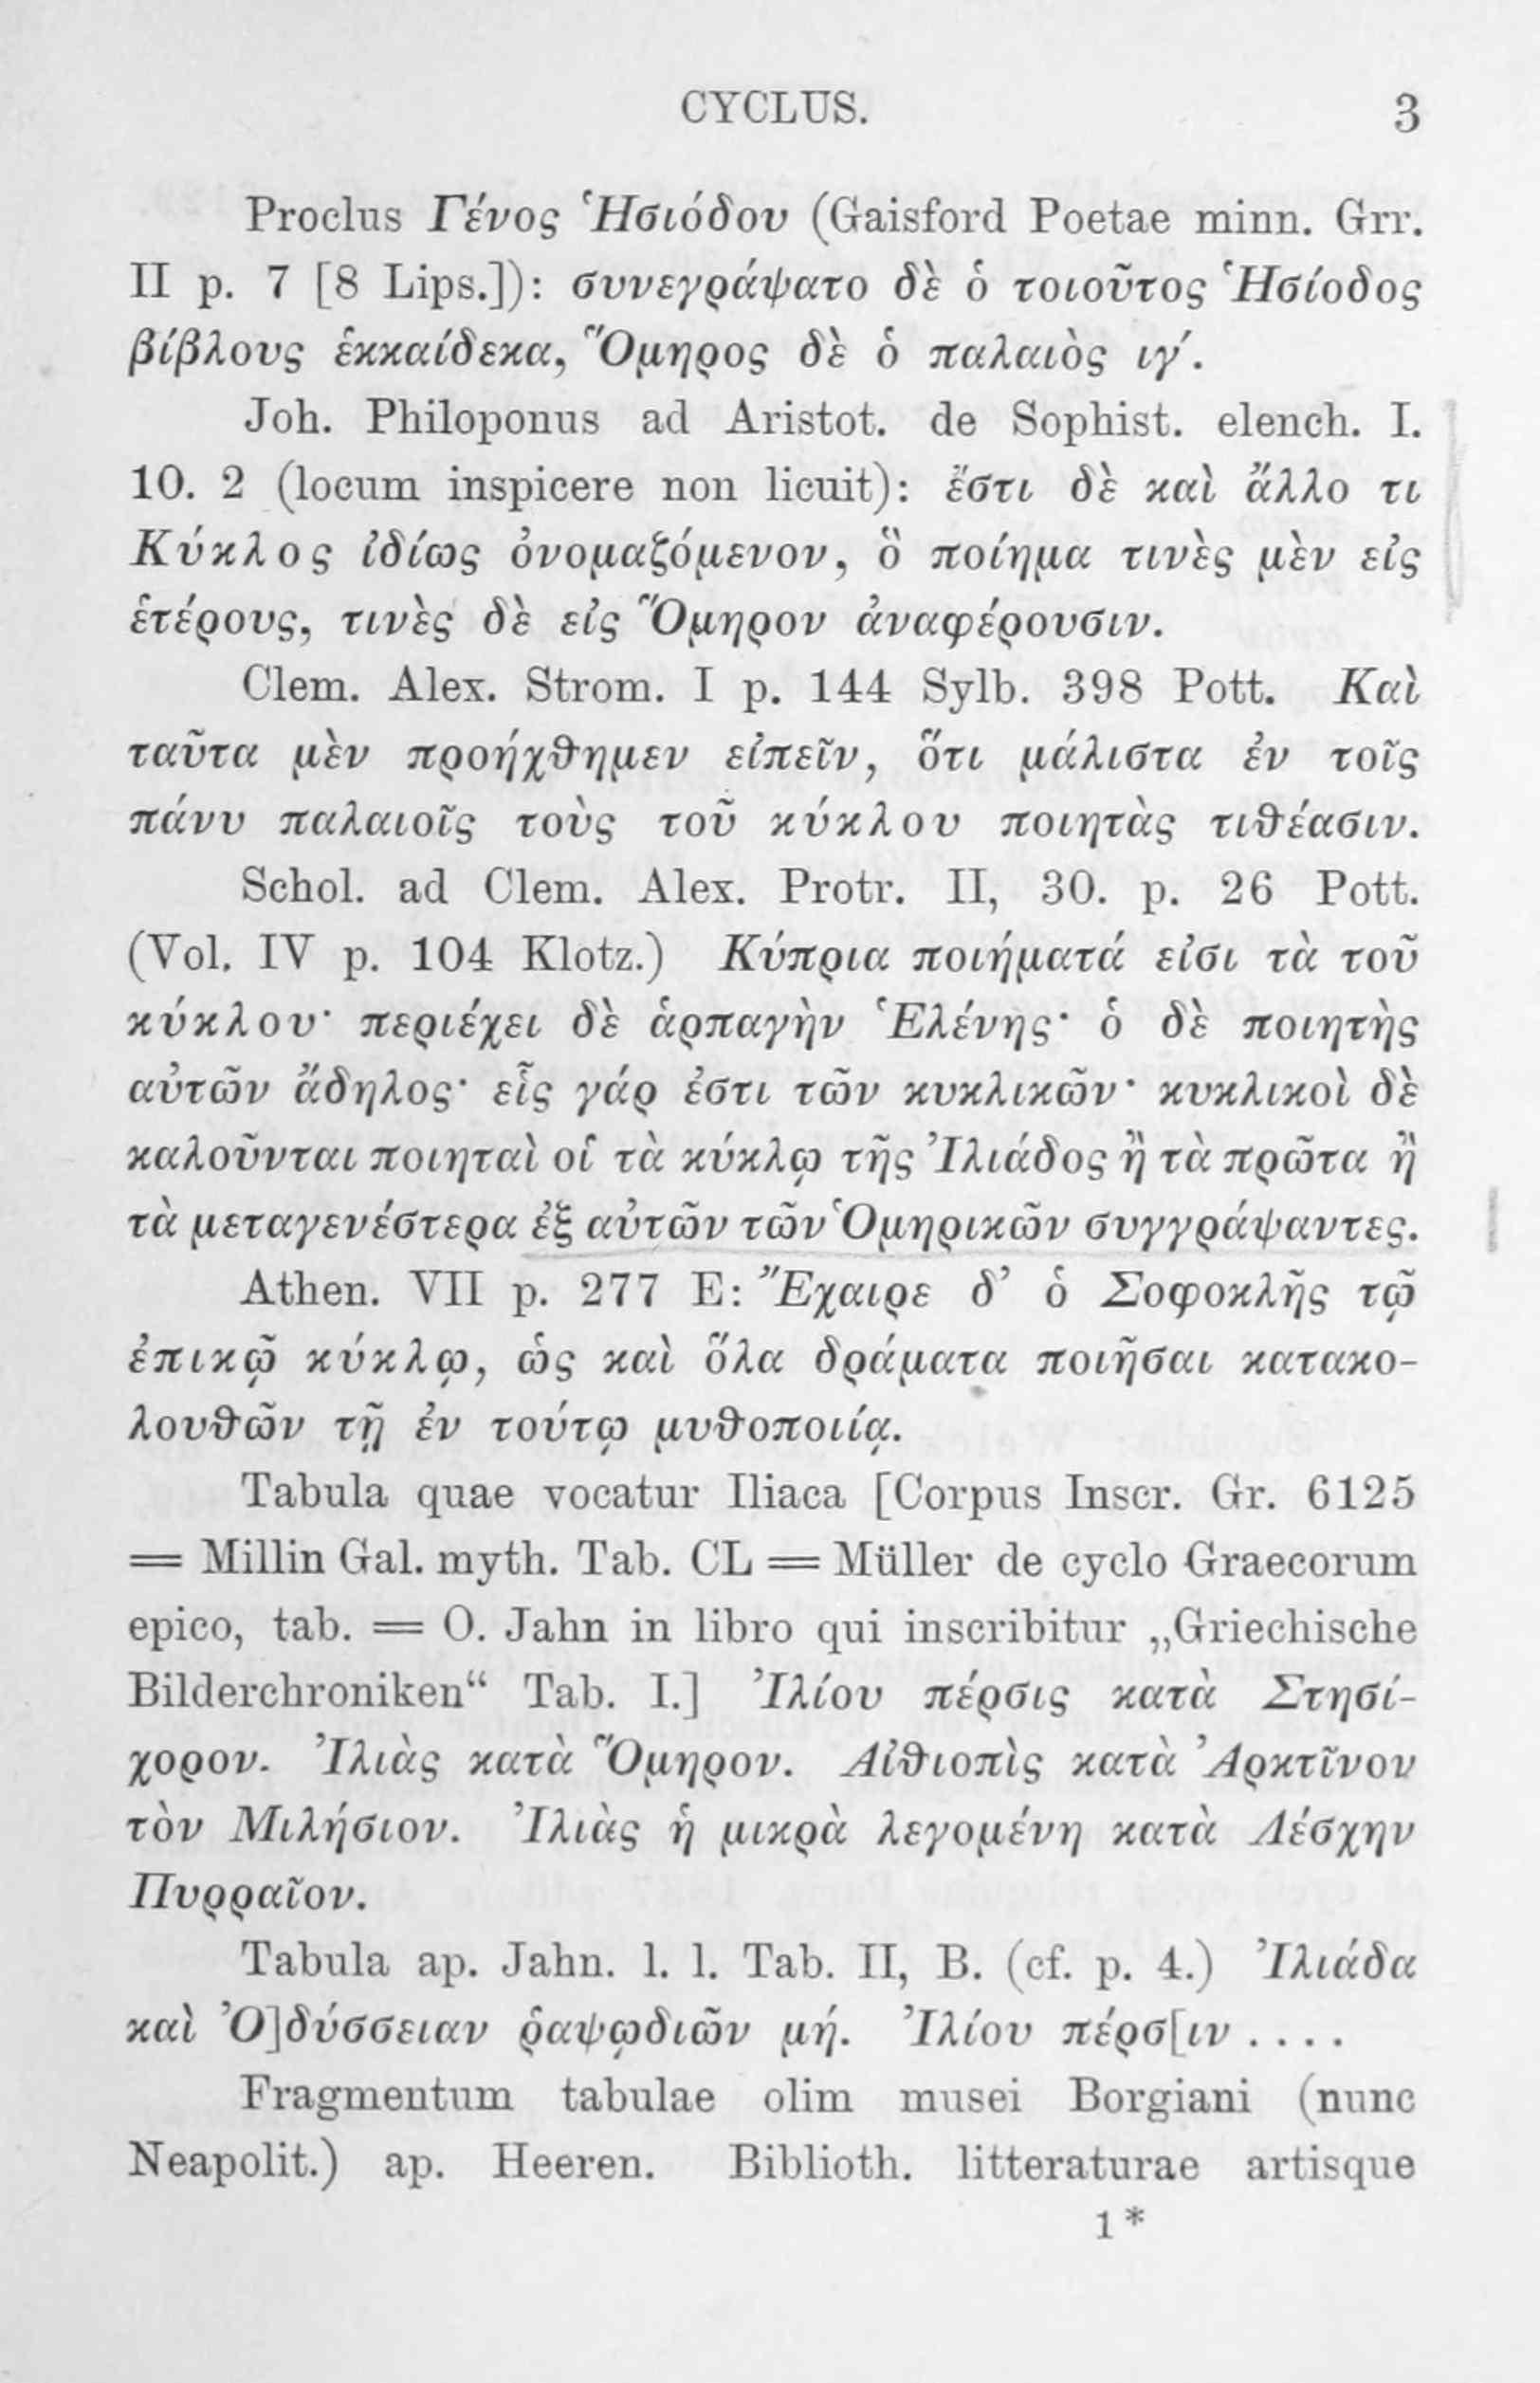 CYCLUS. 3
Proclus Γένος Ἡσιόδου (Gaisford Poetae minn. Grr.
II p. 7 [8 Lips.]): συνεγράψατο δὲ ὁ τοιοῦτος Ἡσίοδος
βίβλους ἑκκαίδεκα, Ὅμηρος δὲ ὁ παλαιὸς ιγ΄.
Joh. Philoponus ad Aristot. de Sophist. elench. I.
10. 2 (locum inspicere non licuit): ἔστι δὲ καὶ ἄλλο τι
Κύκλος ἰδίως ὀνομαζόμενον, ὃ ποίημα τινὲς μὲν εἰς
ἑτέρους, τινὲς δὲ εἰς Ὅμηρον ἀναφέρουσιν.
Clem. Alex. Strom. I p. 144 Sylb. 398 Pott. Καὶ
ταῦτα μὲν προήχθημεν εἰπεῖν, ὅτι μάλιστα ἐν τοῖς
πάνυ παλαιοῖς τοὺς τοῦ κύκλου ποιητὰς τιθέασιν.
Schol. ad Clem. Alex. Protr. II, 30. p. 26 Pott.
(Vol. IV p. 104 Klotz.) Κύπρια ποιήματά εἰσι τὰ τοῦ
κύκλου· περιέχει δὲ ἁρπαγὴν Ἑλένης· ὁ δὲ ποιητὴς
αὐτῶν ἄδηλος· εἷς γάρ ἐστι τῶν κυκλικῶν· κυκλικοὶ δὲ
καλοῦνται ποιηταὶ οἱ τὰ κύκλῳ τῆς Ἰλιάδος ἢ τὰ πρῶτα ἢ
τὰ μεταγενέστερα ἐξ αὐτῶν τῶν Ὁμηρικῶν συγγράψαντες.
Athen. VII p. 277 E: Ἔχαιρε δ’ ὁ Σοφοκλῆς τῷ
ἐπικῷ κύκλῳ, ὡς καὶ ὅλα δράματα ποιῆσαι κατακο-
λουθῶν τῇ ἐν τούτῳ μυθοποιίᾳ.
Tabula quae vocatur Iliaca [Corpus Inscr. Gr. 6125
= Millin Gal. myth. Tab. CL = Müller de cyclo Graecorum
epico, tab. = O. Jahn in libro qui inscribitur „Griechische
Bilderchroniken“ Tab. I.] Ἰλίου πέρσις κατὰ Στησί-
χορον. Ἰλιὰς κατὰ Ὅμηρον. Αἰθιοπὶς κατὰ Ἀρκτῖνον
τὸν Μιλήσιον. Ἰλιὰς ἡ μικρὰ λεγομένη κατὰ Λέσχην
Πυρραῖον.
Tabula ap. Jahn. l. l. Tab. II, B. (cf. p. 4.) Ἰλιάδα
καὶ Ὀ]δύσσειαν ῥαψῳδιῶν μή. Ἰλίου πέρσ[ιν . . . .
Fragmentum tabulae olim musei Borgiani (nunc
Neapolit.) ap. Heeren. Biblioth. litteraturae artisque
1*